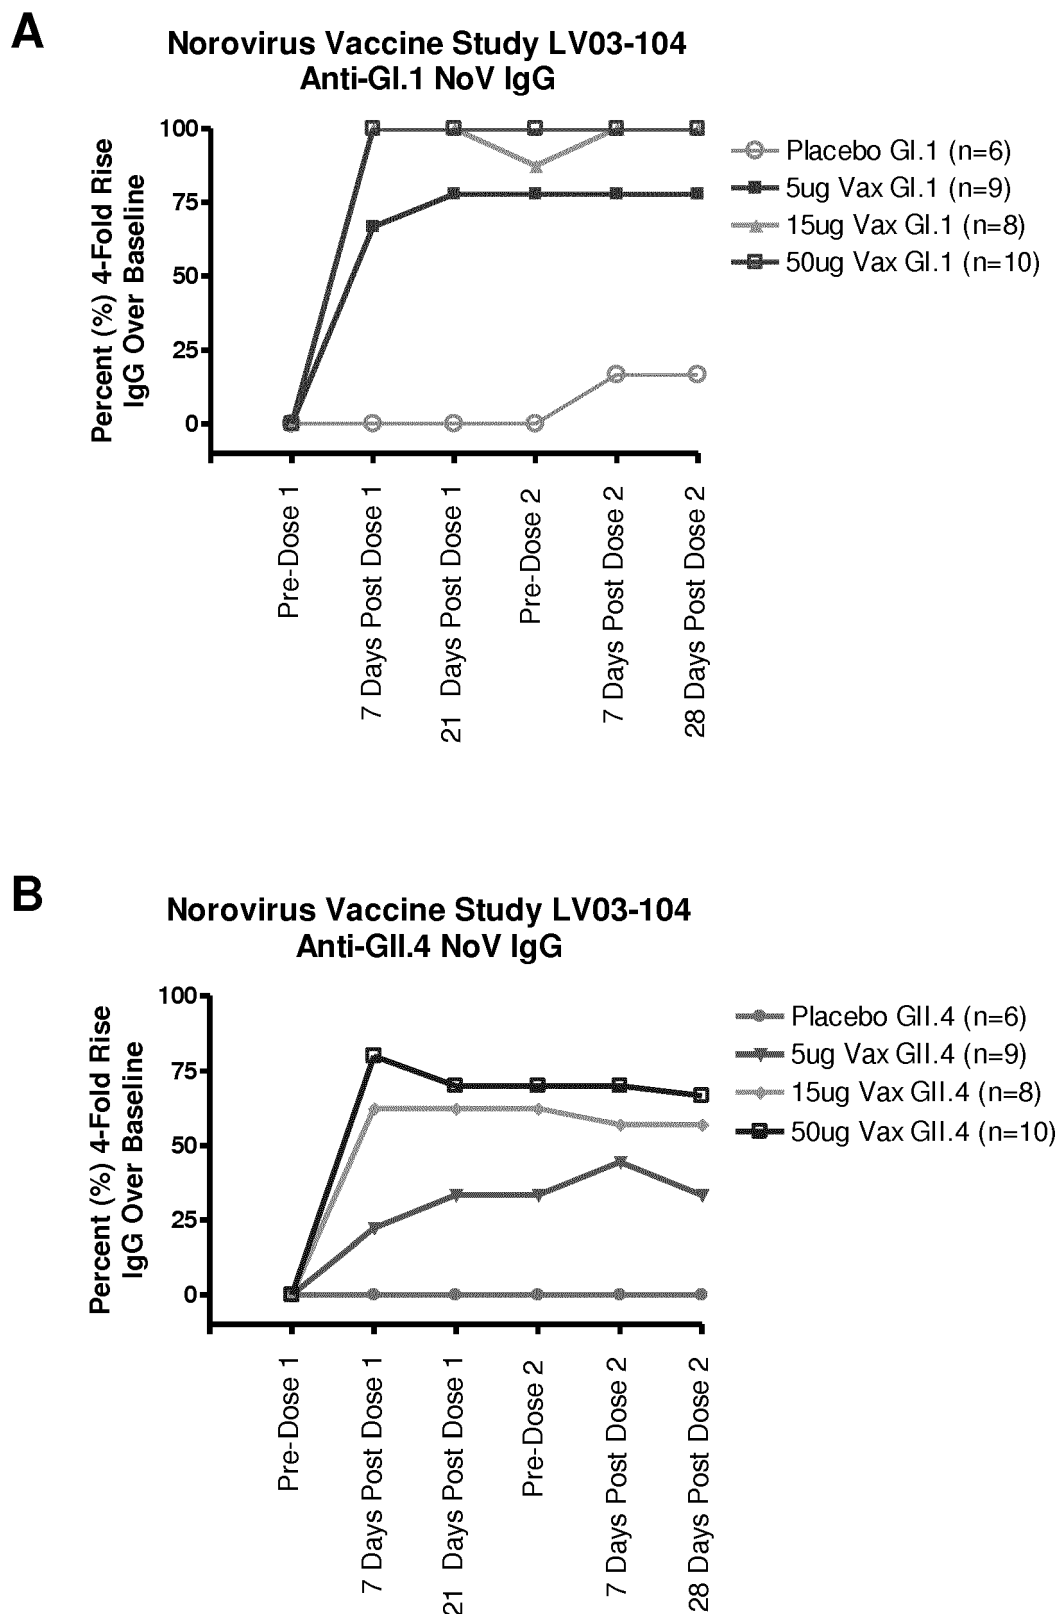 A
Norovirus Vaccine Study LV03-104
Anti-GI.1 NoV IgG
Percent (%) 4-Fold Rise
IgG Over Baseline
100
75
50
25
0
Pre-Dose 1
7 Days Post Dose 1
21 Days Post Dose 1
Pre-Dose 2
7 Days Post Dose 2
28 Days Post Dose 2
Placebo GI.1 (n=6)
5ug Vax GI.1 (n=9)
15ug Vax GI.1 (n=8)
50ug Vax GI.1 (n=10)
B
Norovirus Vaccine Study LV03-104
Anti-GII.4 NoV IgG
Percent (%) 4-Fold Rise
IgG Over Baseline
100
75
50
25
0
Pre-Dose 1
7 Days Post Dose 1
21 Days Post Dose 1
Pre-Dose 2
7 Days Post Dose 2
28 Days Post Dose 2
Placebo GII.4 (n=6)
5ug Vax GII.4 (n=9)
15ug Vax GII.4 (n=8)
50ug Vax GII.4 (n=10)